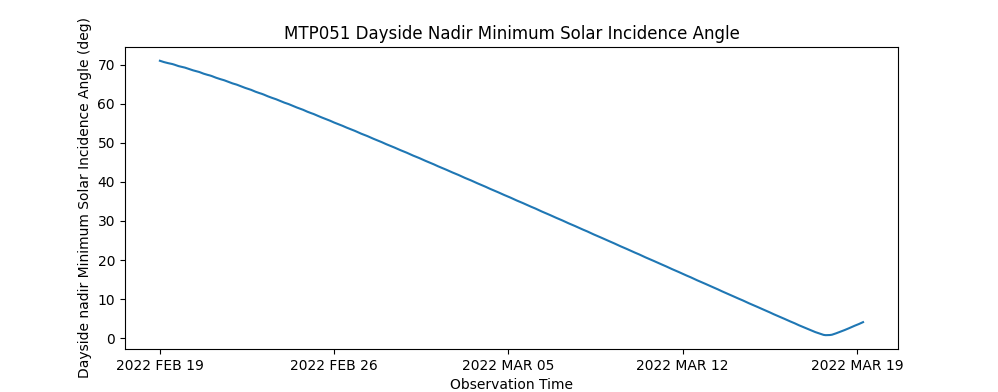 MTP051 Dayside Nadir Minimum Solar Incidence Angle
Dayside nadir Minimum Solar Incidence Angle (deg)
70
60
50
40
30
20
10
0
2022 FEB 19
2022 FEB 26
2022 MAR 05
2022 MAR 12
2022 MAR 19
Observation Time